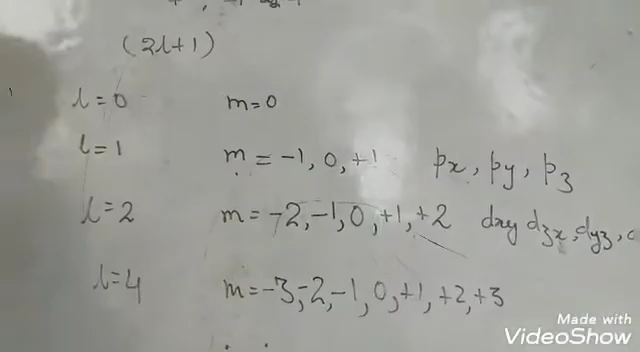 (2l+1)
l=0 m=0
l=1 m=-1,0,+1 px, py, pz
l=2 m=-2,-1,0,+1,+2 dxy dzx, dyz,
l=4 m=-3,-2,-1,0,+1,+2,+3
Made with
VideoShow